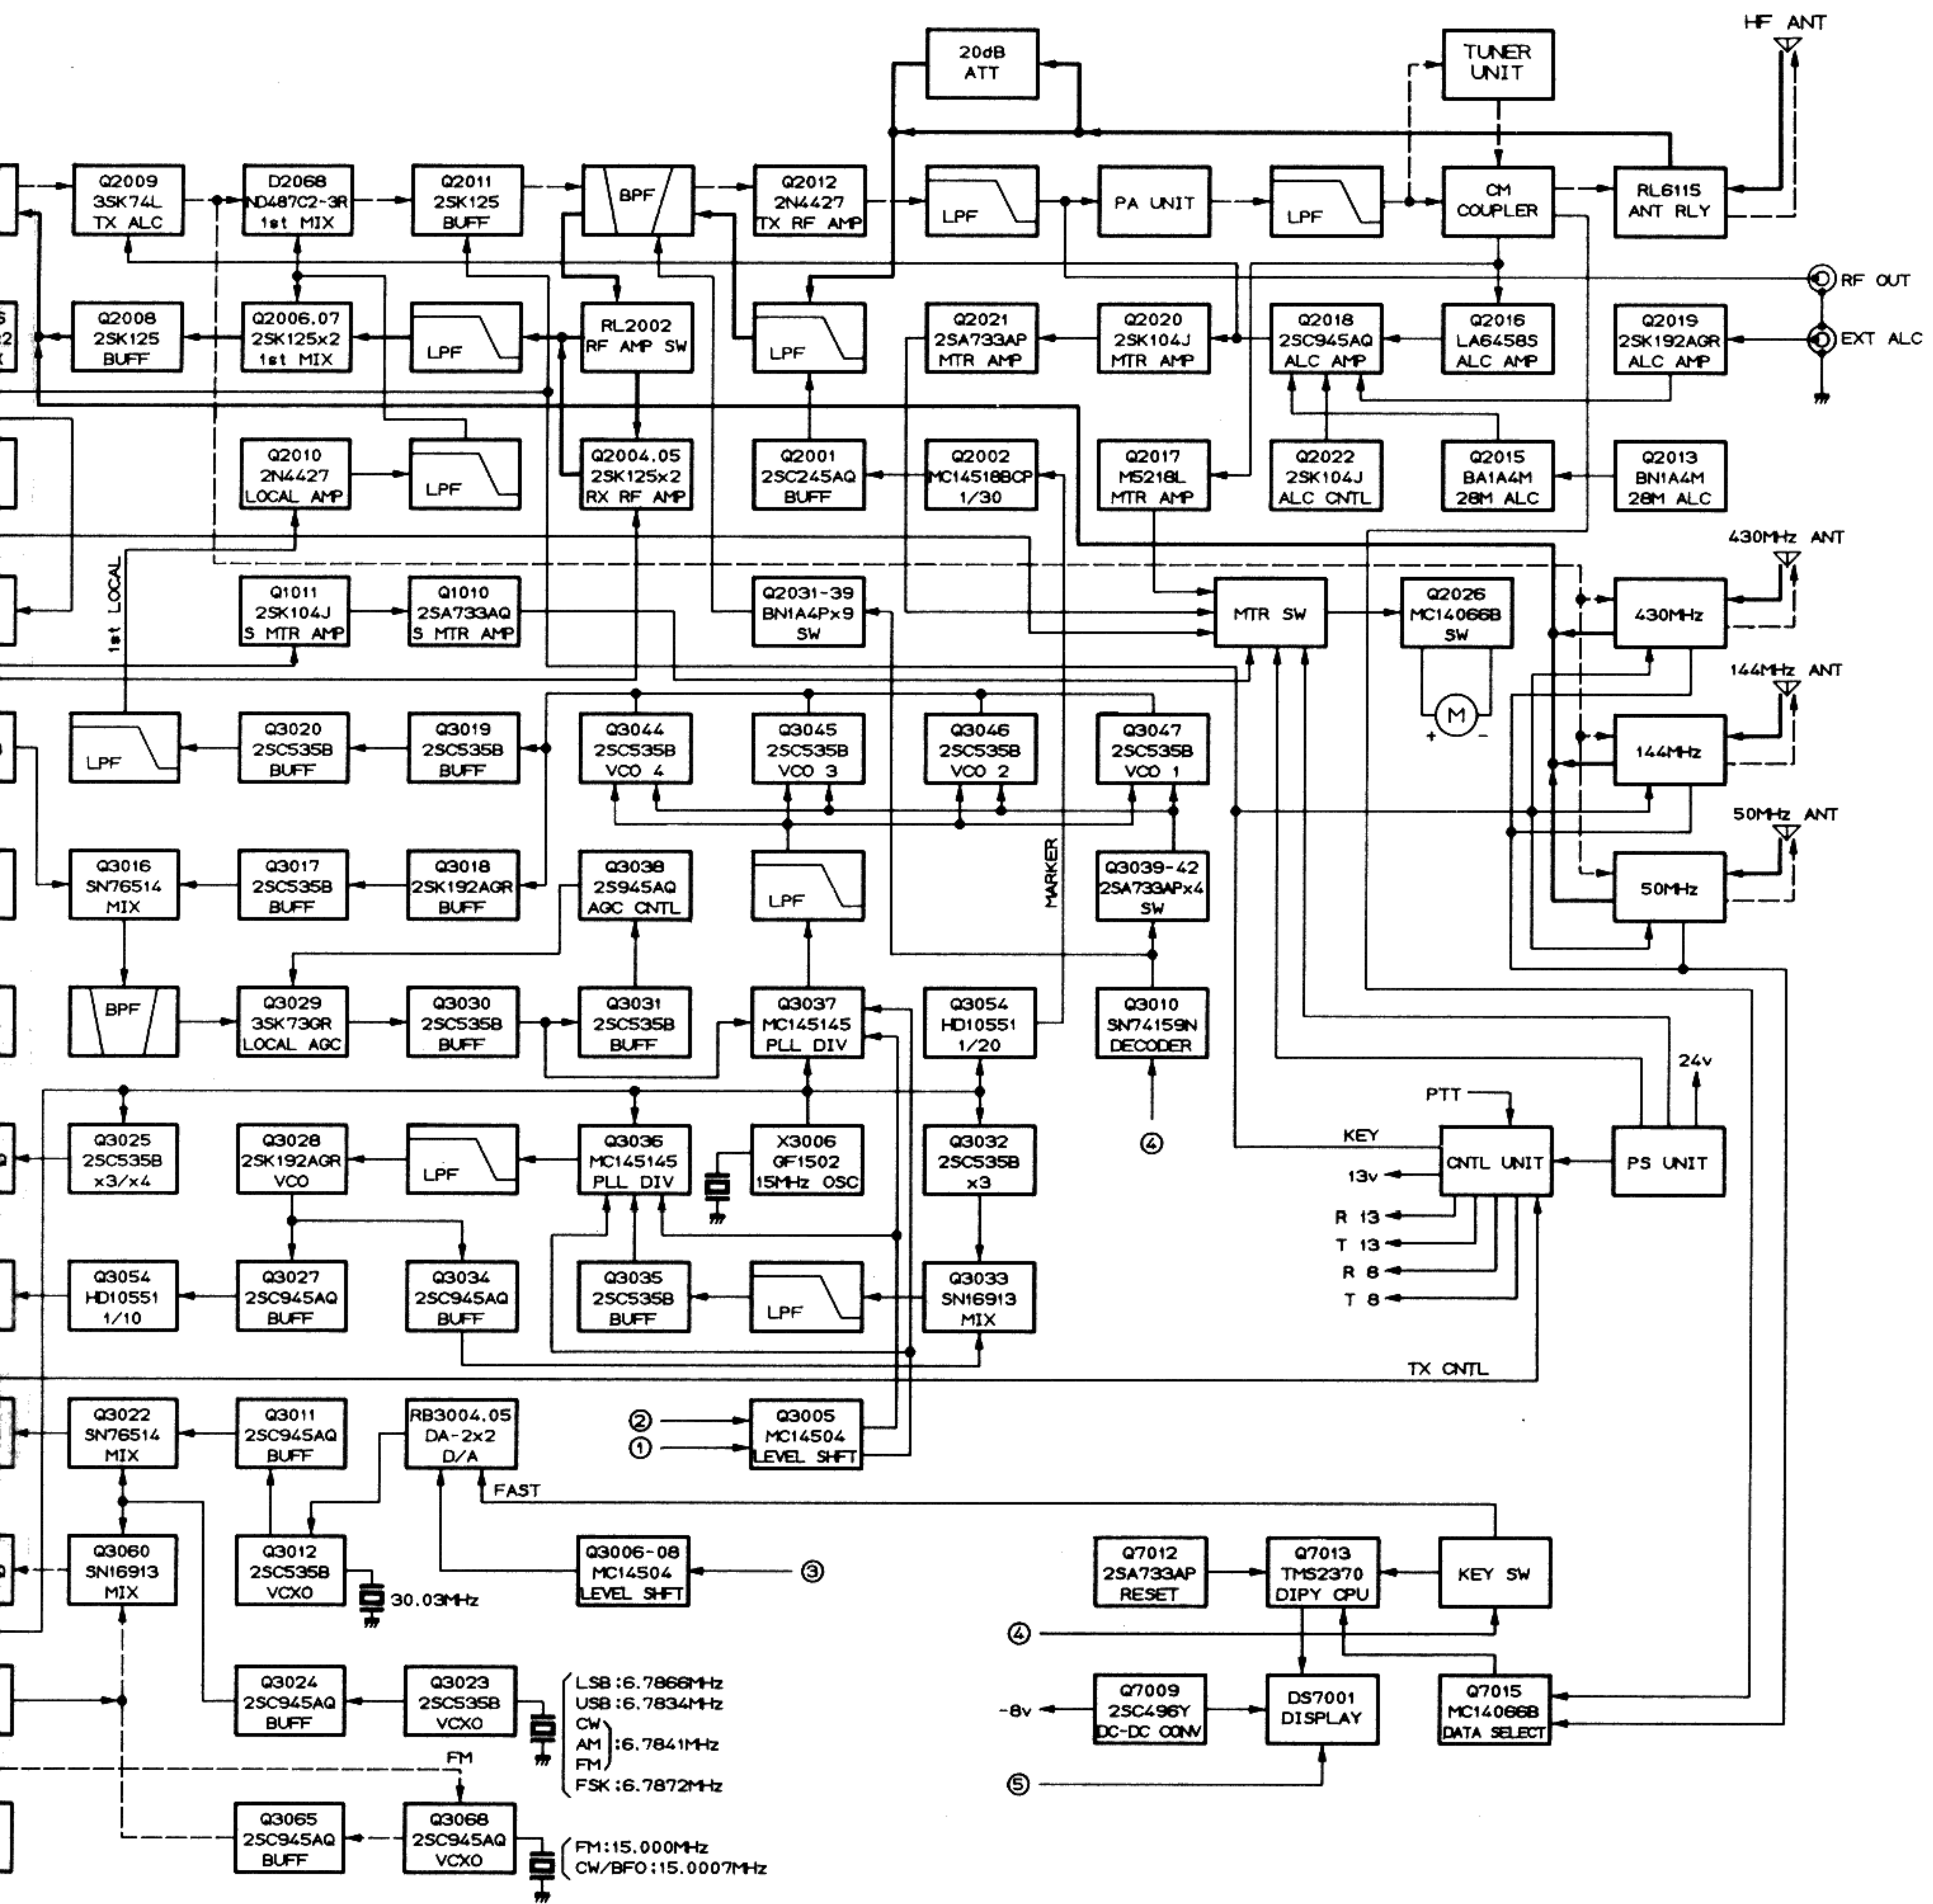 HF ANT
20dB
ATT
TUNER
UNIT
Q2009
3SK74L
TX ALC
D2068
ND487C2-3R
1st MIX
Q2011
2SK125
BUFF
BPF
Q2012
2N4427
TX RF AMP
LPF
PA UNIT
LPF
CM
COUPLER
RL6115
ANT RLY
RF OUT
Q2008
2SK125
BUFF
Q2006.07
2SK125x2
1st MIX
LPF
RL2002
RF AMP SW
LPF
Q2021
2SA733AP
MTR AMP
Q2020
2SK104J
MTR AMP
Q2018
2SC945AQ
ALC AMP
Q2016
LA6458S
ALC AMP
Q2019
2SK192AGR
ALC AMP
EXT ALC
Q2010
2N4427
LOCAL AMP
LPF
Q2004.05
2SK125x2
RX RF AMP
Q2001
2SC245AQ
BUFF
Q2002
MC14518BCP
1/30
Q2017
M5218L
MTR AMP
Q2022
2SK104J
ALC CNTL
Q2015
BA1A4M
28M ALC
Q2013
BN1A4M
28M ALC
430MHz ANT
1st LOCAL
Q1011
2SK104J
S MTR AMP
Q1010
2SA733AQ
S MTR AMP
Q2031-39
BN1A4Px9
SW
MTR SW
Q2026
MC14066B
SW
430MHz
144MHz ANT
LPF
Q3020
2SC535B
BUFF
Q3019
2SC535B
BUFF
Q3044
2SC535B
VCO 4
Q3045
2SC535B
VCO 3
Q3046
2SC535B
VCO 2
Q3047
2SC535B
VCO 1
M
+ -
144MHz
50MHz ANT
Q3016
SN76514
MIX
Q3017
2SC535B
BUFF
Q3018
2SK192AGR
BUFF
Q3038
2S945AQ
AGC CNTL
LPF
MARKER
Q3039-42
2SA733APx4
SW
50MHz
BPF
Q3029
3SK73GR
LOCAL AGC
Q3030
2SC535B
BUFF
Q3031
2SC535B
BUFF
Q3037
MC145145
PLL DIV
Q3054
HD10551
1/20
Q3010
SN74159N
DECODER
24v
PTT
④
KEY
Q3025
2SC535B
x3/x4
Q3028
2SK192AGR
VCO
LPF
Q3036
MC145145
PLL DIV
X3006
GF1502
15MHz OSC
Q3032
2SC535B
x3
CNTL UNIT
PS UNIT
13v
R 13
T 13
R 8
T 8
Q3054
HD10551
1/10
Q3027
2SC945AQ
BUFF
Q3034
2SC945AQ
BUFF
Q3035
2SC535B
BUFF
LPF
Q3033
SN16913
MIX
TX CNTL
Q3022
SN76514
MIX
Q3011
2SC945AQ
BUFF
RB3004.05
DA-2x2
D/A
②
①
Q3005
MC14504
LEVEL SHFT
FAST
Q3060
SN16913
MIX
Q3012
2SC535B
VCXO
30.03MHz
Q3006-08
MC14504
LEVEL SHFT
③
Q7012
2SA733AP
RESET
Q7013
TMS2370
DIPY CPU
KEY SW
④
Q3024
2SC945AQ
BUFF
Q3023
2SC535B
VCXO
LSB:6.7866MHz
USB:6.7834MHz
CW
AM :6.7841MHz
FM
FSK:6.7872MHz
-8v
Q7009
2SC496Y
DC-DC CONV
DS7001
DISPLAY
Q7015
MC14066B
DATA SELECT
⑤
FM
Q3065
2SC945AQ
BUFF
Q3068
2SC945AQ
VCXO
FM:15.000MHz
CW/BFO:15.0007MHz